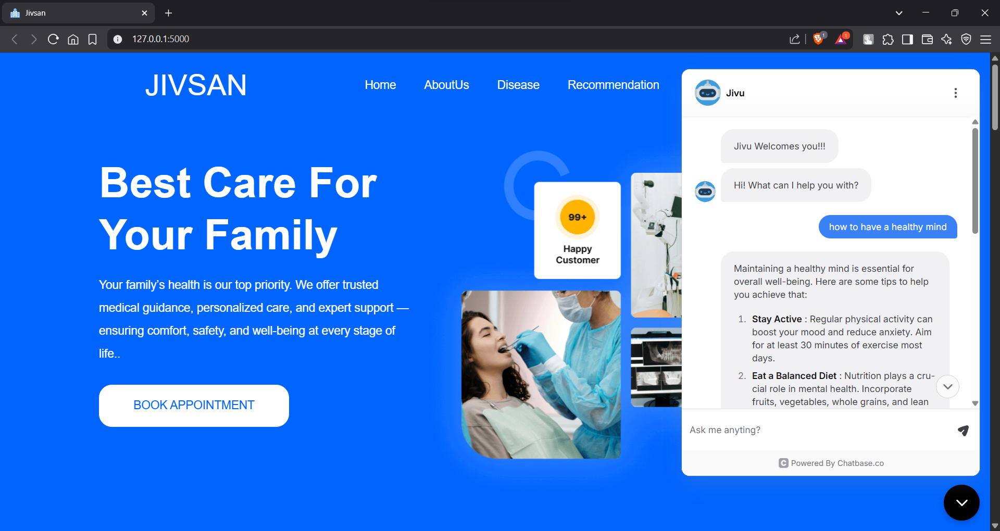 Jivsan
127.0.0.1:5000
1
1
JIVSAN
Home
AboutUs
Disease
Recommendation
Best Care For
Your Family
Your family’s health is our top priority. We offer trusted
medical guidance, personalized care, and expert support —
ensuring comfort, safety, and well-being at every stage of
life..
BOOK APPOINTMENT
99+
Happy
Customer
Jivu
Jivu Welcomes you!!!
Hi! What can I help you with?
how to have a healthy mind
Maintaining a healthy mind is essential for
overall well-being. Here are some tips to help
you achieve that:
1. Stay Active : Regular physical activity can
boost your mood and reduce anxiety. Aim
for at least 30 minutes of exercise most
days.
2. Eat a Balanced Diet : Nutrition plays a cru-
cial role in mental health. Incorporate
fruits, vegetables, whole grains, and lean
Ask me anyting?
C Powered By Chatbase.co